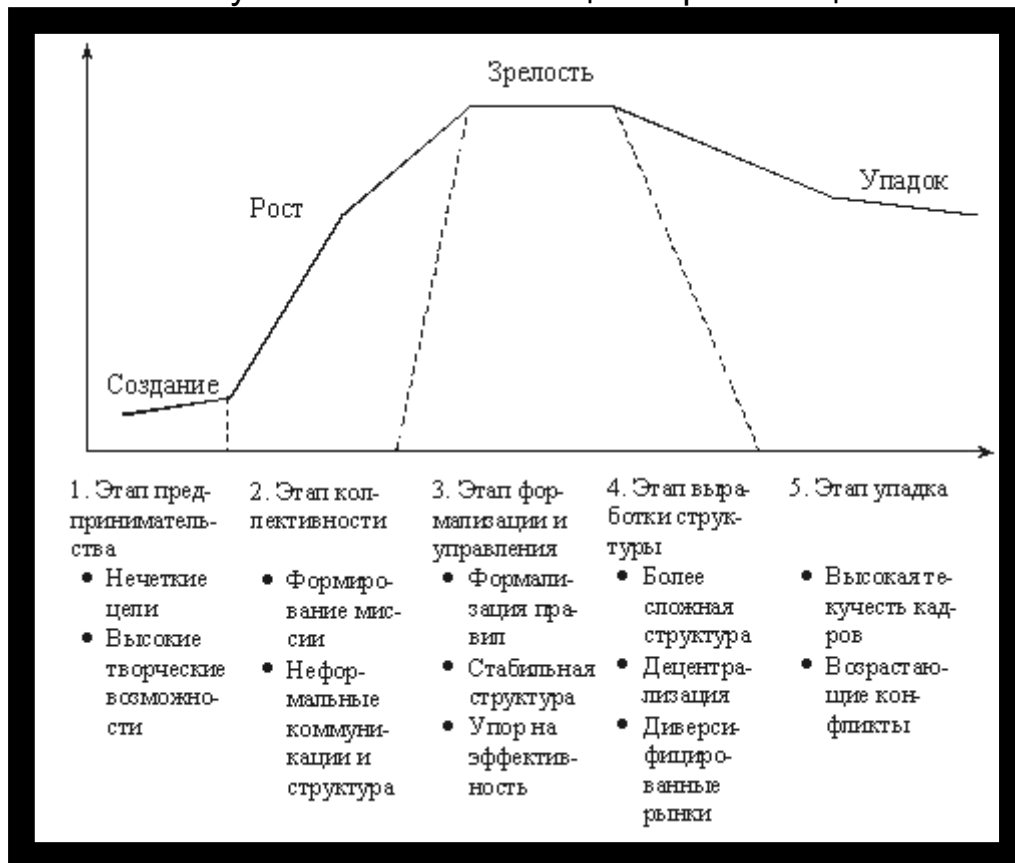 Зрелость
Рост
Упадок
Создание
1. Этап пред-
приниматель-
ства
• Нечеткие
цели
• Высокие
творческие
возможно-
сти
2. Этап кол-
лективности
• Формиро-
вание мис-
сии
• Нефор-
мальные
коммуни-
кации и
структура
3. Этап фор-
мализации и
управления
• Формали-
зация пра-
вил
• Стабильная
структура
• Упор на
эффектив-
ность
4. Этап выра-
ботки струк-
туры
• Более
сложная
структура
• Децентра-
лизация
• Диверси-
фициро-
ванные
рынки
5. Этап упадка
• Высокая те-
кучесть кад-
ров
• Возрастаю-
щие кон-
фликты